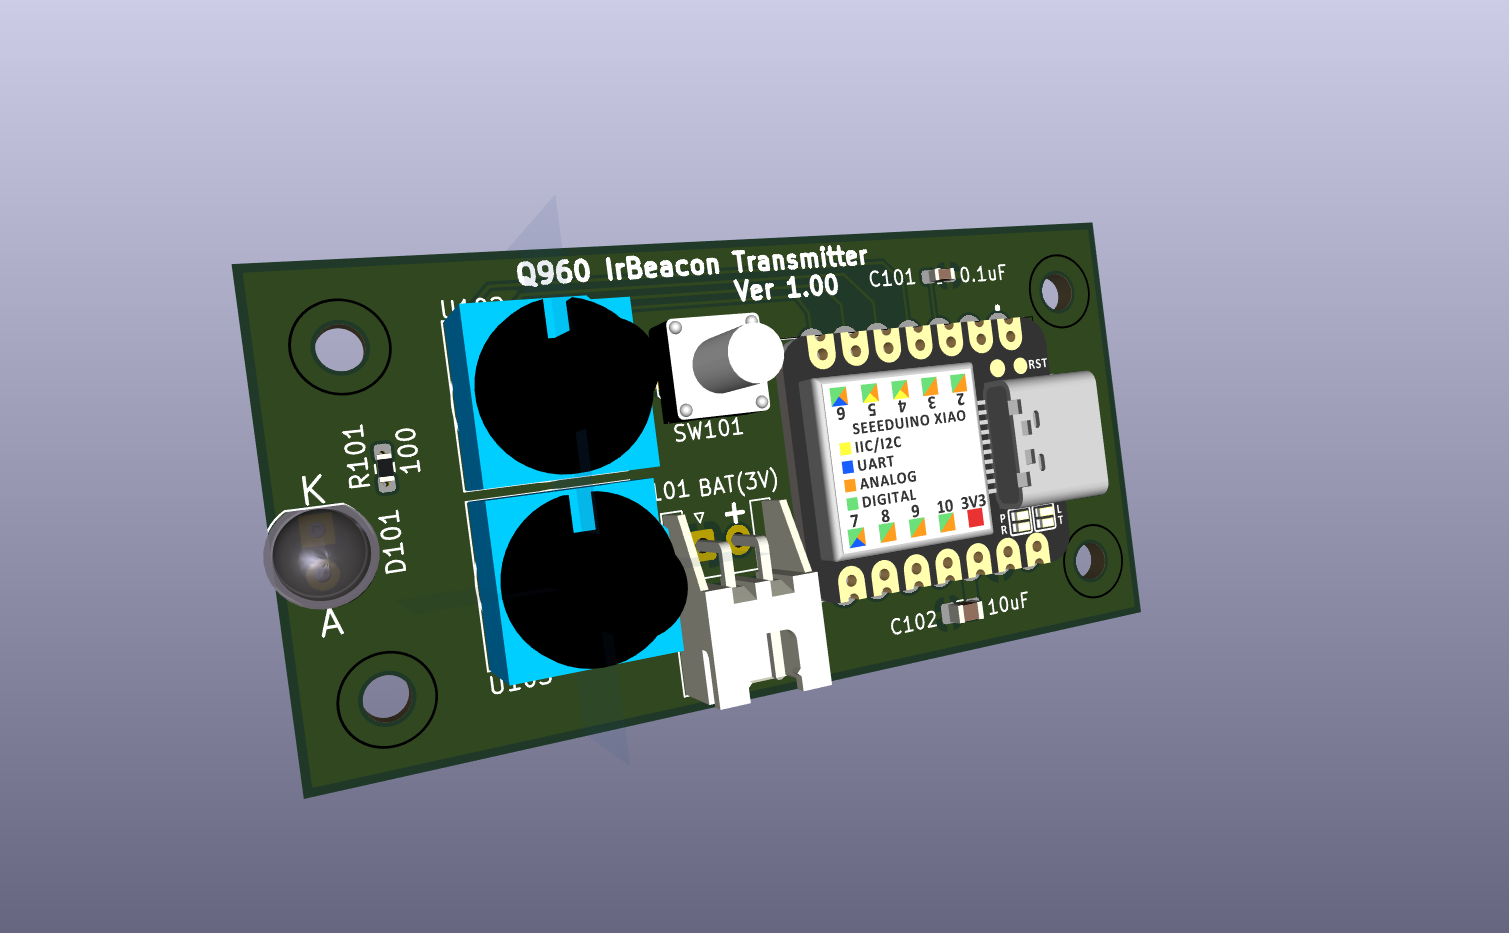 Q960 IrBeacon Transmitter
Ver 1.00
C101 0.1uF
RST
6 5 4 3 2
SEEEDUINO XIAO
IIC/I2C
UART
ANALOG
DIGITAL
7 8 9 10 3V3
P
R
L
T
SW101
BAT(3V)
+
R101
100
K
D101
A
C102 10uF